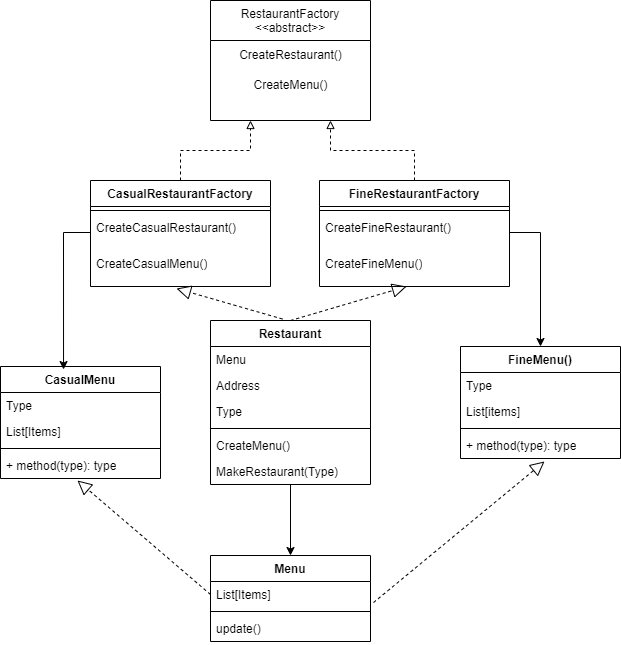 RestaurantFactory
<<abstract>>
CreateRestaurant()
CreateMenu()
CasualRestaurantFactory
CreateCasualRestaurant()
CreateCasualMenu()
FineRestaurantFactory
CreateFineRestaurant()
CreateFineMenu()
Restaurant
Menu
Address
Type
CreateMenu()
MakeRestaurant(Type)
CasualMenu
Type
List[Items]
+ method(type): type
FineMenu()
Type
List[items]
+ method(type): type
Menu
List[Items]
update()